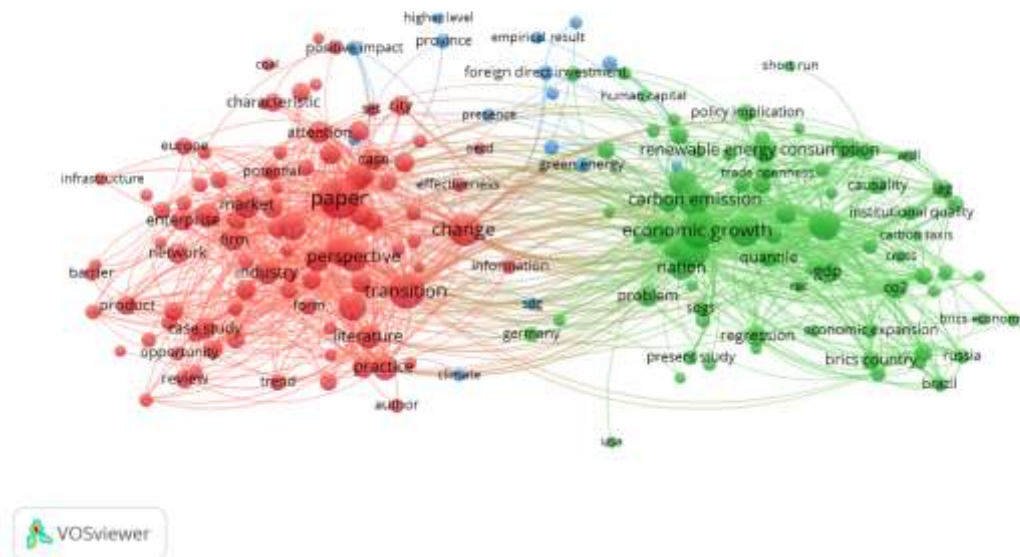 higher level
positive impact
province
empirical result
coal
foreign direct investment
short run
characteristic
set
city
human capital
presence
policy implication
attention
europe
case
need
green energy
renewable energy consumption
potential
trade openness
infrastructure
effectiveness
causality
paper
carbon emission
market
enterprise
institutional quality
change
economic growth
firm
carbon taxis
network
perspective
quantile
nation
information
barrier
industry
gdp
transition
problem
co2
product
form
sdg
sdgs
brics economy
case study
literature
germany
regression
economic expansion
opportunity
present study
brics country
russia
review
trend
practice
climate
brazil
author
usa
VOSviewer